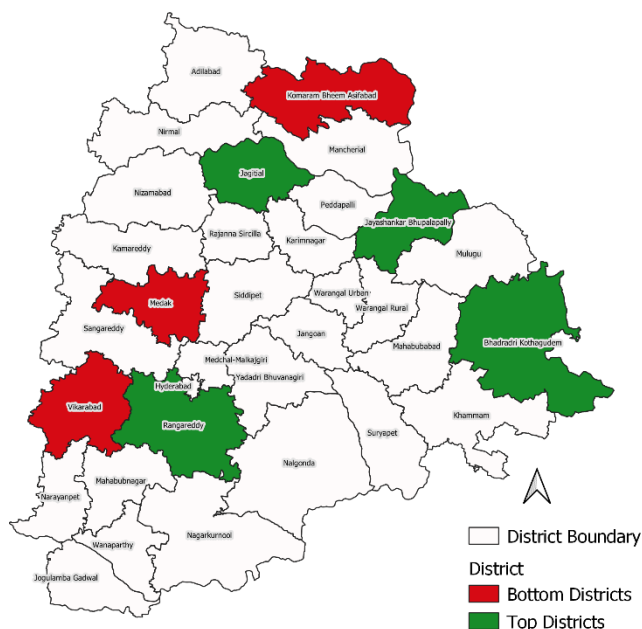 Adilabad
Komaram Bheem Asifabad
Nirmal
Mancherial
Jagitial
Nizamabad
Peddapalli
Jayashankar Bhupalapally
Rajanna Sircilla
Karimnagar
Kamareddy
Mulugu
Warangal Urban
Siddipet
Medak
Warangal Rural
Sangareddy
Jangoan
Bhadradri Kothagudem
Mahabubabad
Medchal-Malkajgiri
Yadadri Bhuvanagiri
Hyderabad
Vikarabad
Khammam
Rangareddy
Suryapet
Nalgonda
Mahabubnagar
Narayanpet
Nagarkurnool
Wanaparthy
Jogulamba Gadwal
District Boundary
District
Bottom Districts
Top Districts